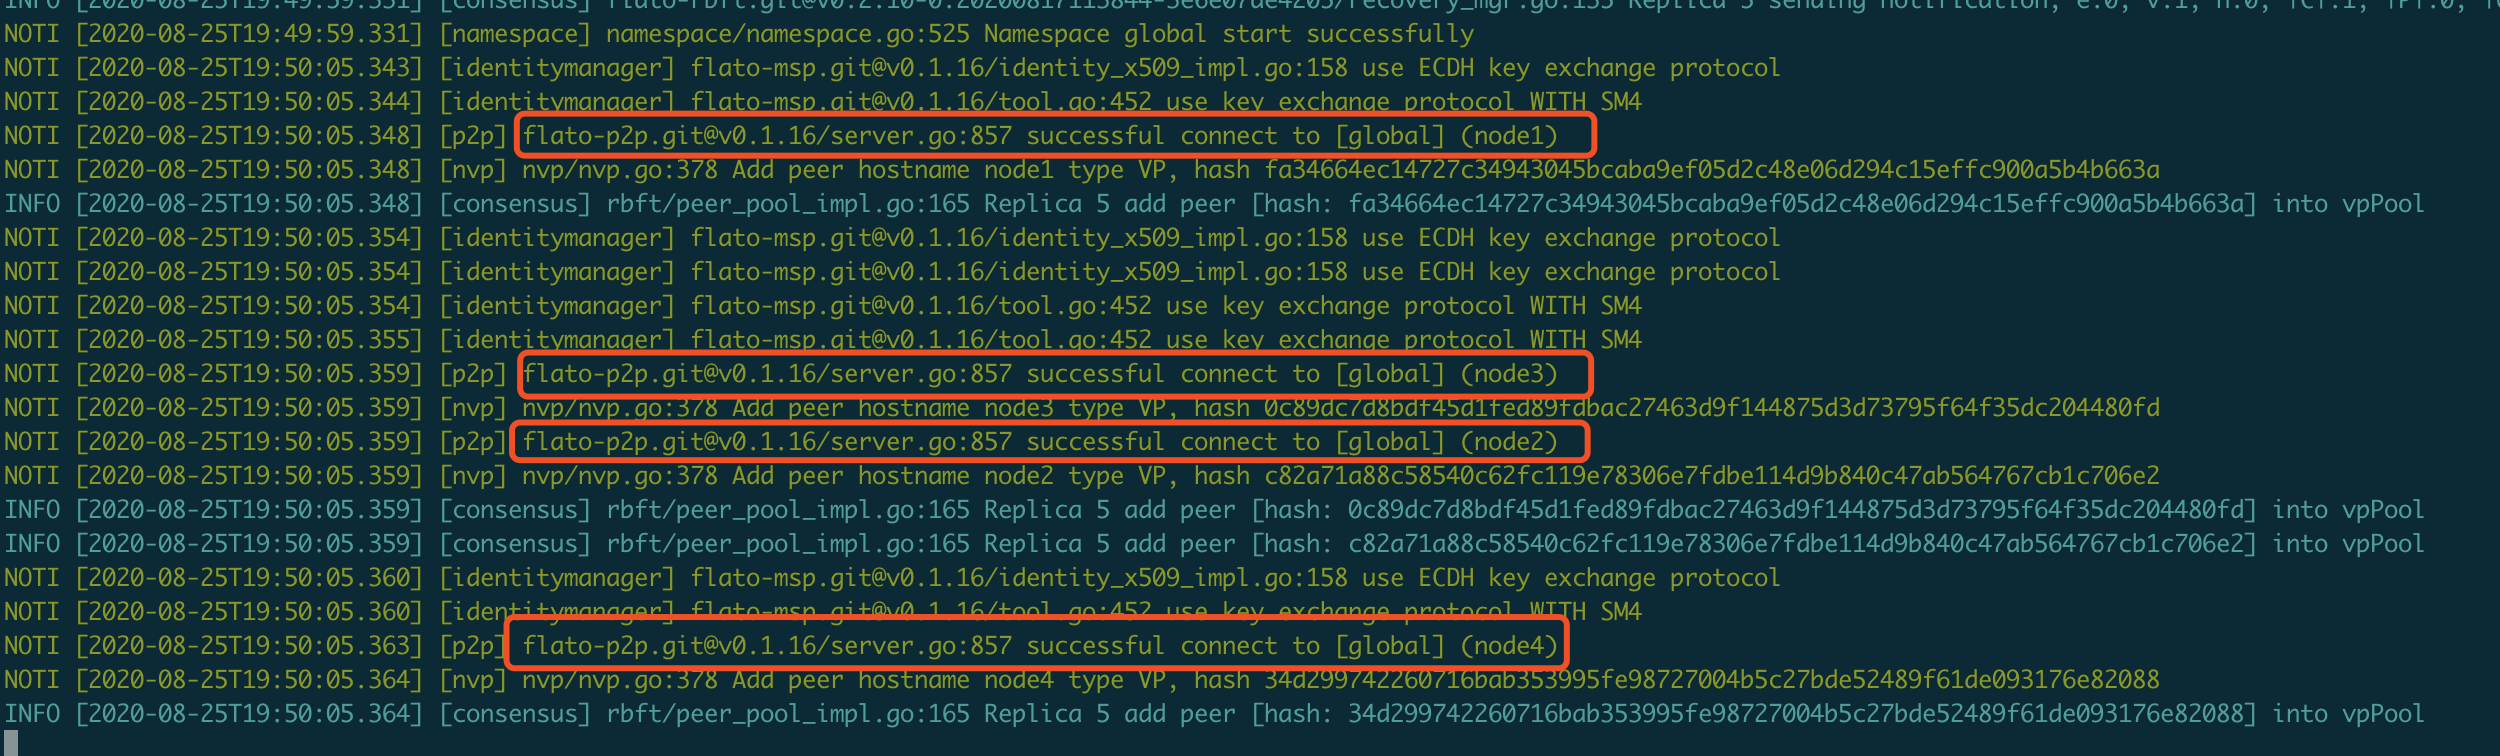 NOTI [2020-08-25T19:49:59.331] [namespace] namespace/namespace.go:525 Namespace global start successfully
NOTI [2020-08-25T19:50:05.343] [identitymanager] flato-msp.git@v0.1.16/identity_x509_impl.go:158 use ECDH key exchange protocol
NOTI [2020-08-25T19:50:05.344] [identitymanager] flato-msp.git@v0.1.16/tool.go:452 use key exchange protocol WITH SM4
NOTI [2020-08-25T19:50:05.348] [p2p] flato-p2p.git@v0.1.16/server.go:857 successful connect to [global] (node1)
NOTI [2020-08-25T19:50:05.348] [nvp] nvp/nvp.go:378 Add peer hostname node1 type VP, hash fa34664ec14727c34943045bcaba9ef05d2c48e06d294c15effc900a5b4b663a
INFO [2020-08-25T19:50:05.348] [consensus] rbft/peer_pool_impl.go:165 Replica 5 add peer [hash: fa34664ec14727c34943045bcaba9ef05d2c48e06d294c15effc900a5b4b663a] into vpPool
NOTI [2020-08-25T19:50:05.354] [identitymanager] flato-msp.git@v0.1.16/identity_x509_impl.go:158 use ECDH key exchange protocol
NOTI [2020-08-25T19:50:05.354] [identitymanager] flato-msp.git@v0.1.16/identity_x509_impl.go:158 use ECDH key exchange protocol
NOTI [2020-08-25T19:50:05.354] [identitymanager] flato-msp.git@v0.1.16/tool.go:452 use key exchange protocol WITH SM4
NOTI [2020-08-25T19:50:05.355] [identitymanager] flato-msp.git@v0.1.16/tool.go:452 use key exchange protocol WITH SM4
NOTI [2020-08-25T19:50:05.359] [p2p] flato-p2p.git@v0.1.16/server.go:857 successful connect to [global] (node3)
NOTI [2020-08-25T19:50:05.359] [nvp] nvp/nvp.go:378 Add peer hostname node3 type VP, hash 0c89dc7d8bdf45d1fed89fdbac27463d9f144875d3d73795f64f35dc204480fd
NOTI [2020-08-25T19:50:05.359] [p2p] flato-p2p.git@v0.1.16/server.go:857 successful connect to [global] (node2)
NOTI [2020-08-25T19:50:05.359] [nvp] nvp/nvp.go:378 Add peer hostname node2 type VP, hash c82a71a88c58540c62fc119e78306e7fdbe114d9b840c47ab564767cb1c706e2
INFO [2020-08-25T19:50:05.359] [consensus] rbft/peer_pool_impl.go:165 Replica 5 add peer [hash: 0c89dc7d8bdf45d1fed89fdbac27463d9f144875d3d73795f64f35dc204480fd] into vpPool
INFO [2020-08-25T19:50:05.359] [consensus] rbft/peer_pool_impl.go:165 Replica 5 add peer [hash: c82a71a88c58540c62fc119e78306e7fdbe114d9b840c47ab564767cb1c706e2] into vpPool
NOTI [2020-08-25T19:50:05.360] [identitymanager] flato-msp.git@v0.1.16/identity_x509_impl.go:158 use ECDH key exchange protocol
NOTI [2020-08-25T19:50:05.360] [identitymanager] flato-msp.git@v0.1.16/tool.go:452 use key exchange protocol WITH SM4
NOTI [2020-08-25T19:50:05.363] [p2p] flato-p2p.git@v0.1.16/server.go:857 successful connect to [global] (node4)
NOTI [2020-08-25T19:50:05.364] [nvp] nvp/nvp.go:378 Add peer hostname node4 type VP, hash 34d299742260716bab353995fe98727004b5c27bde52489f61de093176e82088
INFO [2020-08-25T19:50:05.364] [consensus] rbft/peer_pool_impl.go:165 Replica 5 add peer [hash: 34d299742260716bab353995fe98727004b5c27bde52489f61de093176e82088] into vpPool